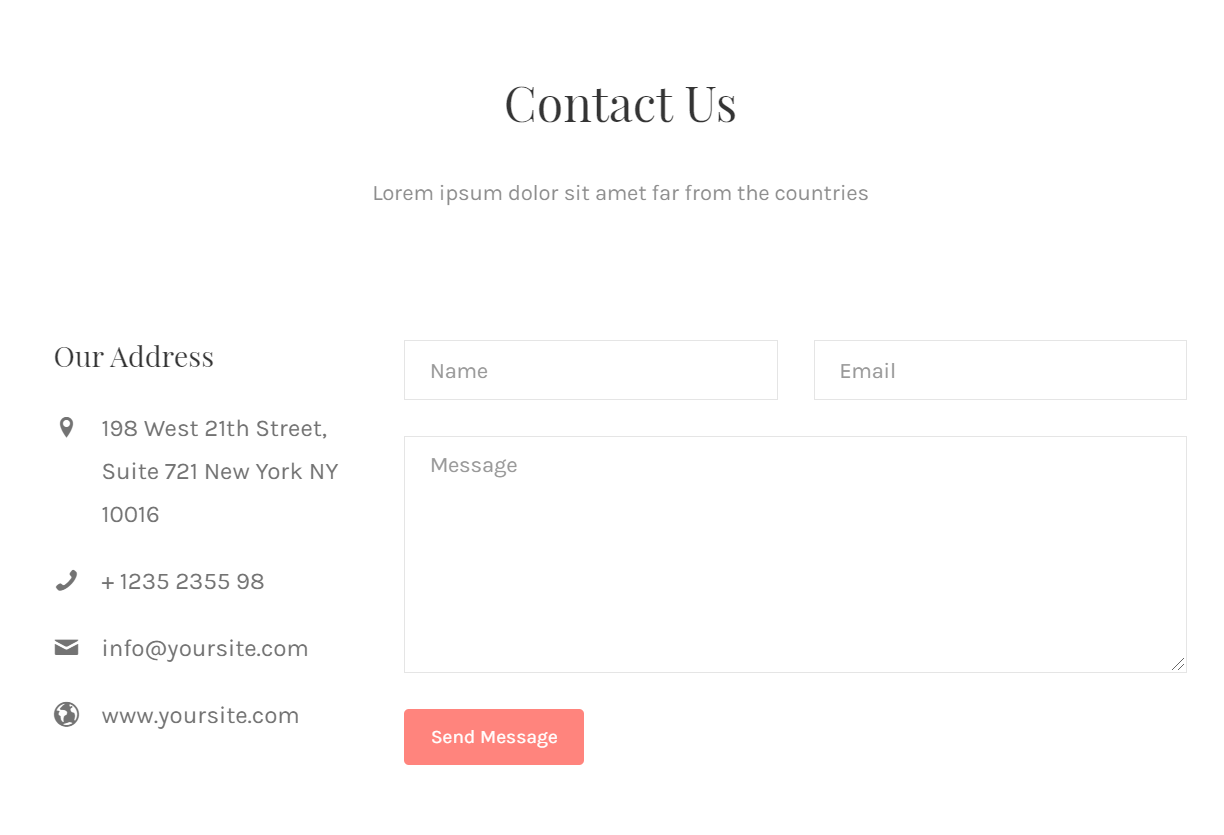 Contact Us
Lorem ipsum dolor sit amet far from the countries
Our Address
198 West 21th Street,
Suite 721 New York NY
10016
+ 1235 2355 98
info@yoursite.com
www.yoursite.com
Name
Email
Message
Send Message